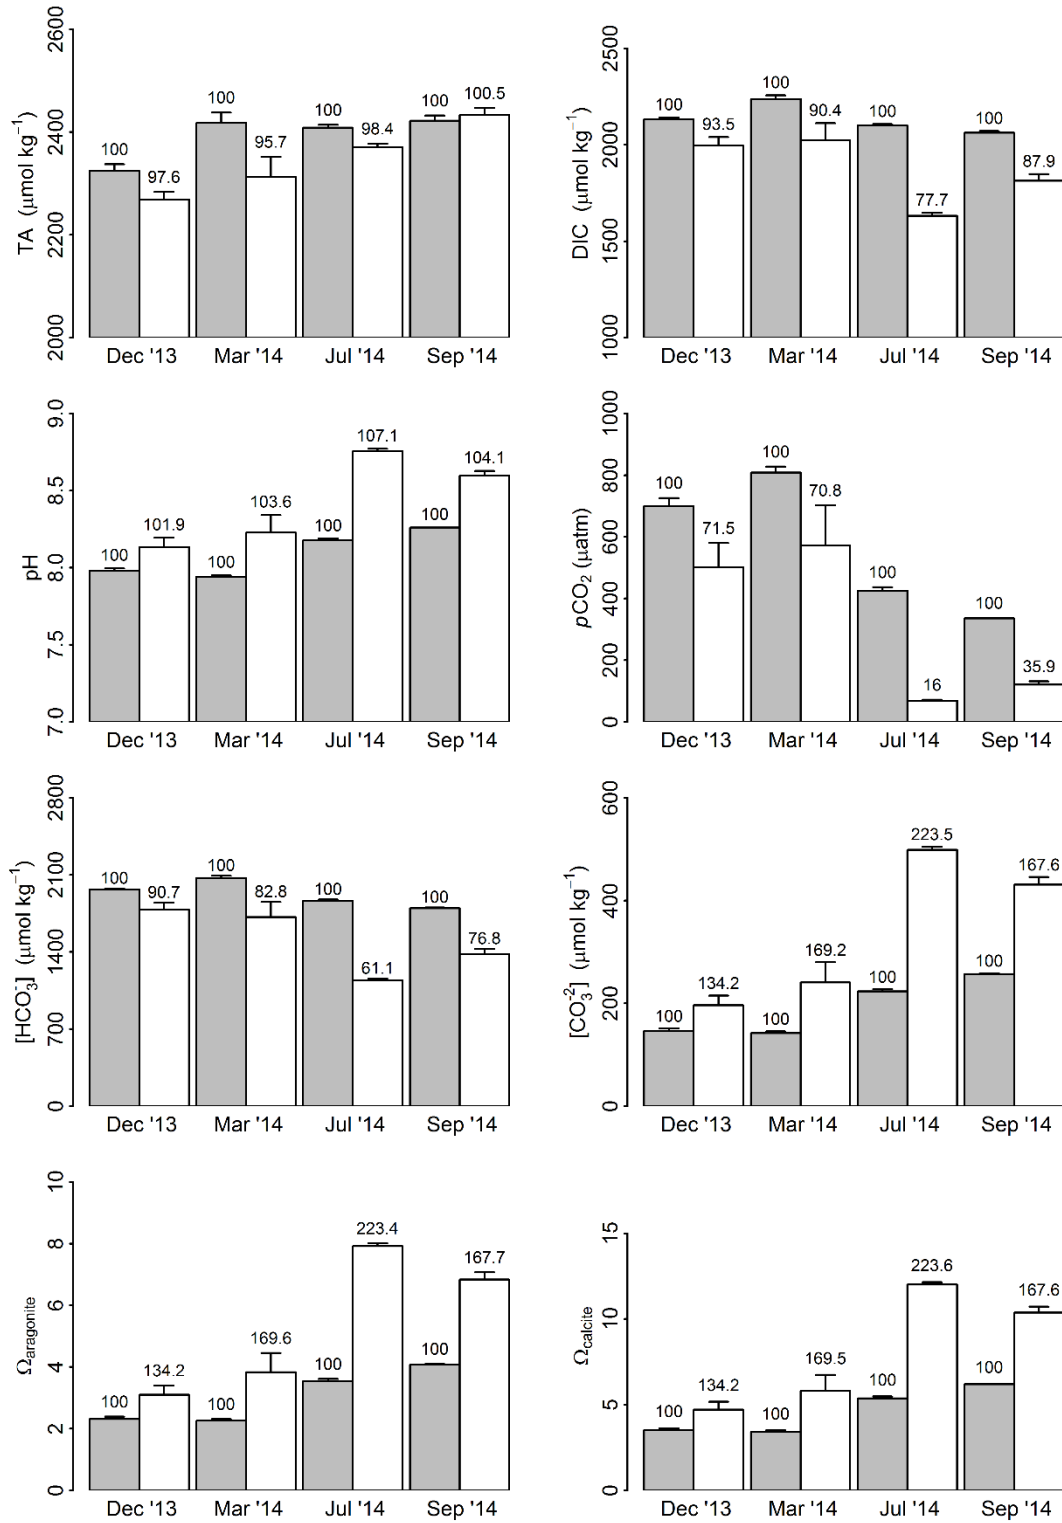 TA (μmol kg⁻¹)
2000 2200 2400 2600
100 97.6 100 95.7 100 98.4 100 100.5
Dec '13 Mar '14 Jul '14 Sep '14
DIC (μmol kg⁻¹)
1000 1500 2000 2500
100 93.5 100 90.4 100 77.7 100 87.9
Dec '13 Mar '14 Jul '14 Sep '14
pH
7.0 7.5 8.0 8.5 9.0
100 101.9 100 103.6 100 107.1 100 104.1
Dec '13 Mar '14 Jul '14 Sep '14
pCO₂ (μatm)
0 200 400 600 800 1000
100 71.5 100 70.8 100 16 100 35.9
Dec '13 Mar '14 Jul '14 Sep '14
[HCO₃⁻] (μmol kg⁻¹)
0 700 1400 2100 2800
100 90.7 100 82.8 100 61.1 100 76.8
Dec '13 Mar '14 Jul '14 Sep '14
[CO₃⁻²] (μmol kg⁻¹)
0 200 400 600
100 134.2 100 169.2 100 223.5 100 167.6
Dec '13 Mar '14 Jul '14 Sep '14
Ωaragonite
0 2 4 6 8 10
100 134.2 100 169.6 100 223.4 100 167.7
Dec '13 Mar '14 Jul '14 Sep '14
Ωcalcite
0 5 10 15
100 134.2 100 169.5 100 223.6 100 167.6
Dec '13 Mar '14 Jul '14 Sep '14